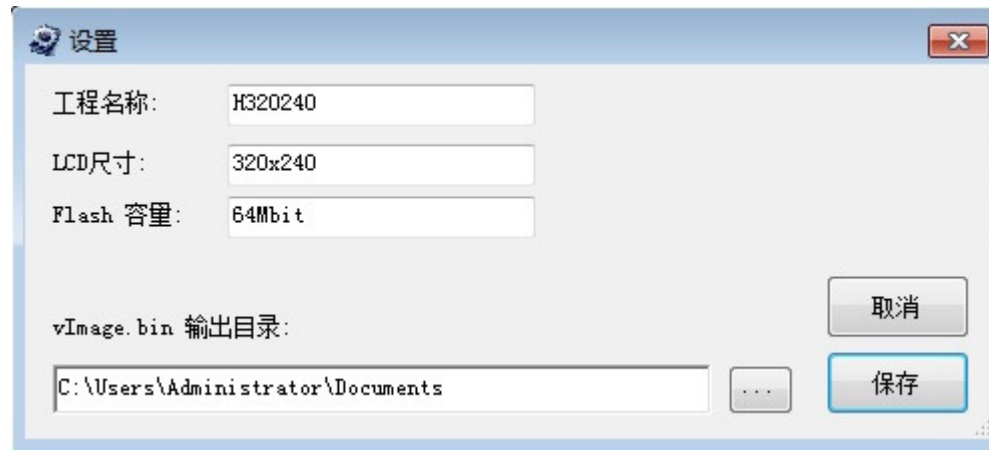 设置
工程名称: H320240
LCD尺寸: 320x240
Flash 容量: 64Mbit
取消
vImage.bin 输出目录:
C:\Users\Administrator\Documents ... 保存